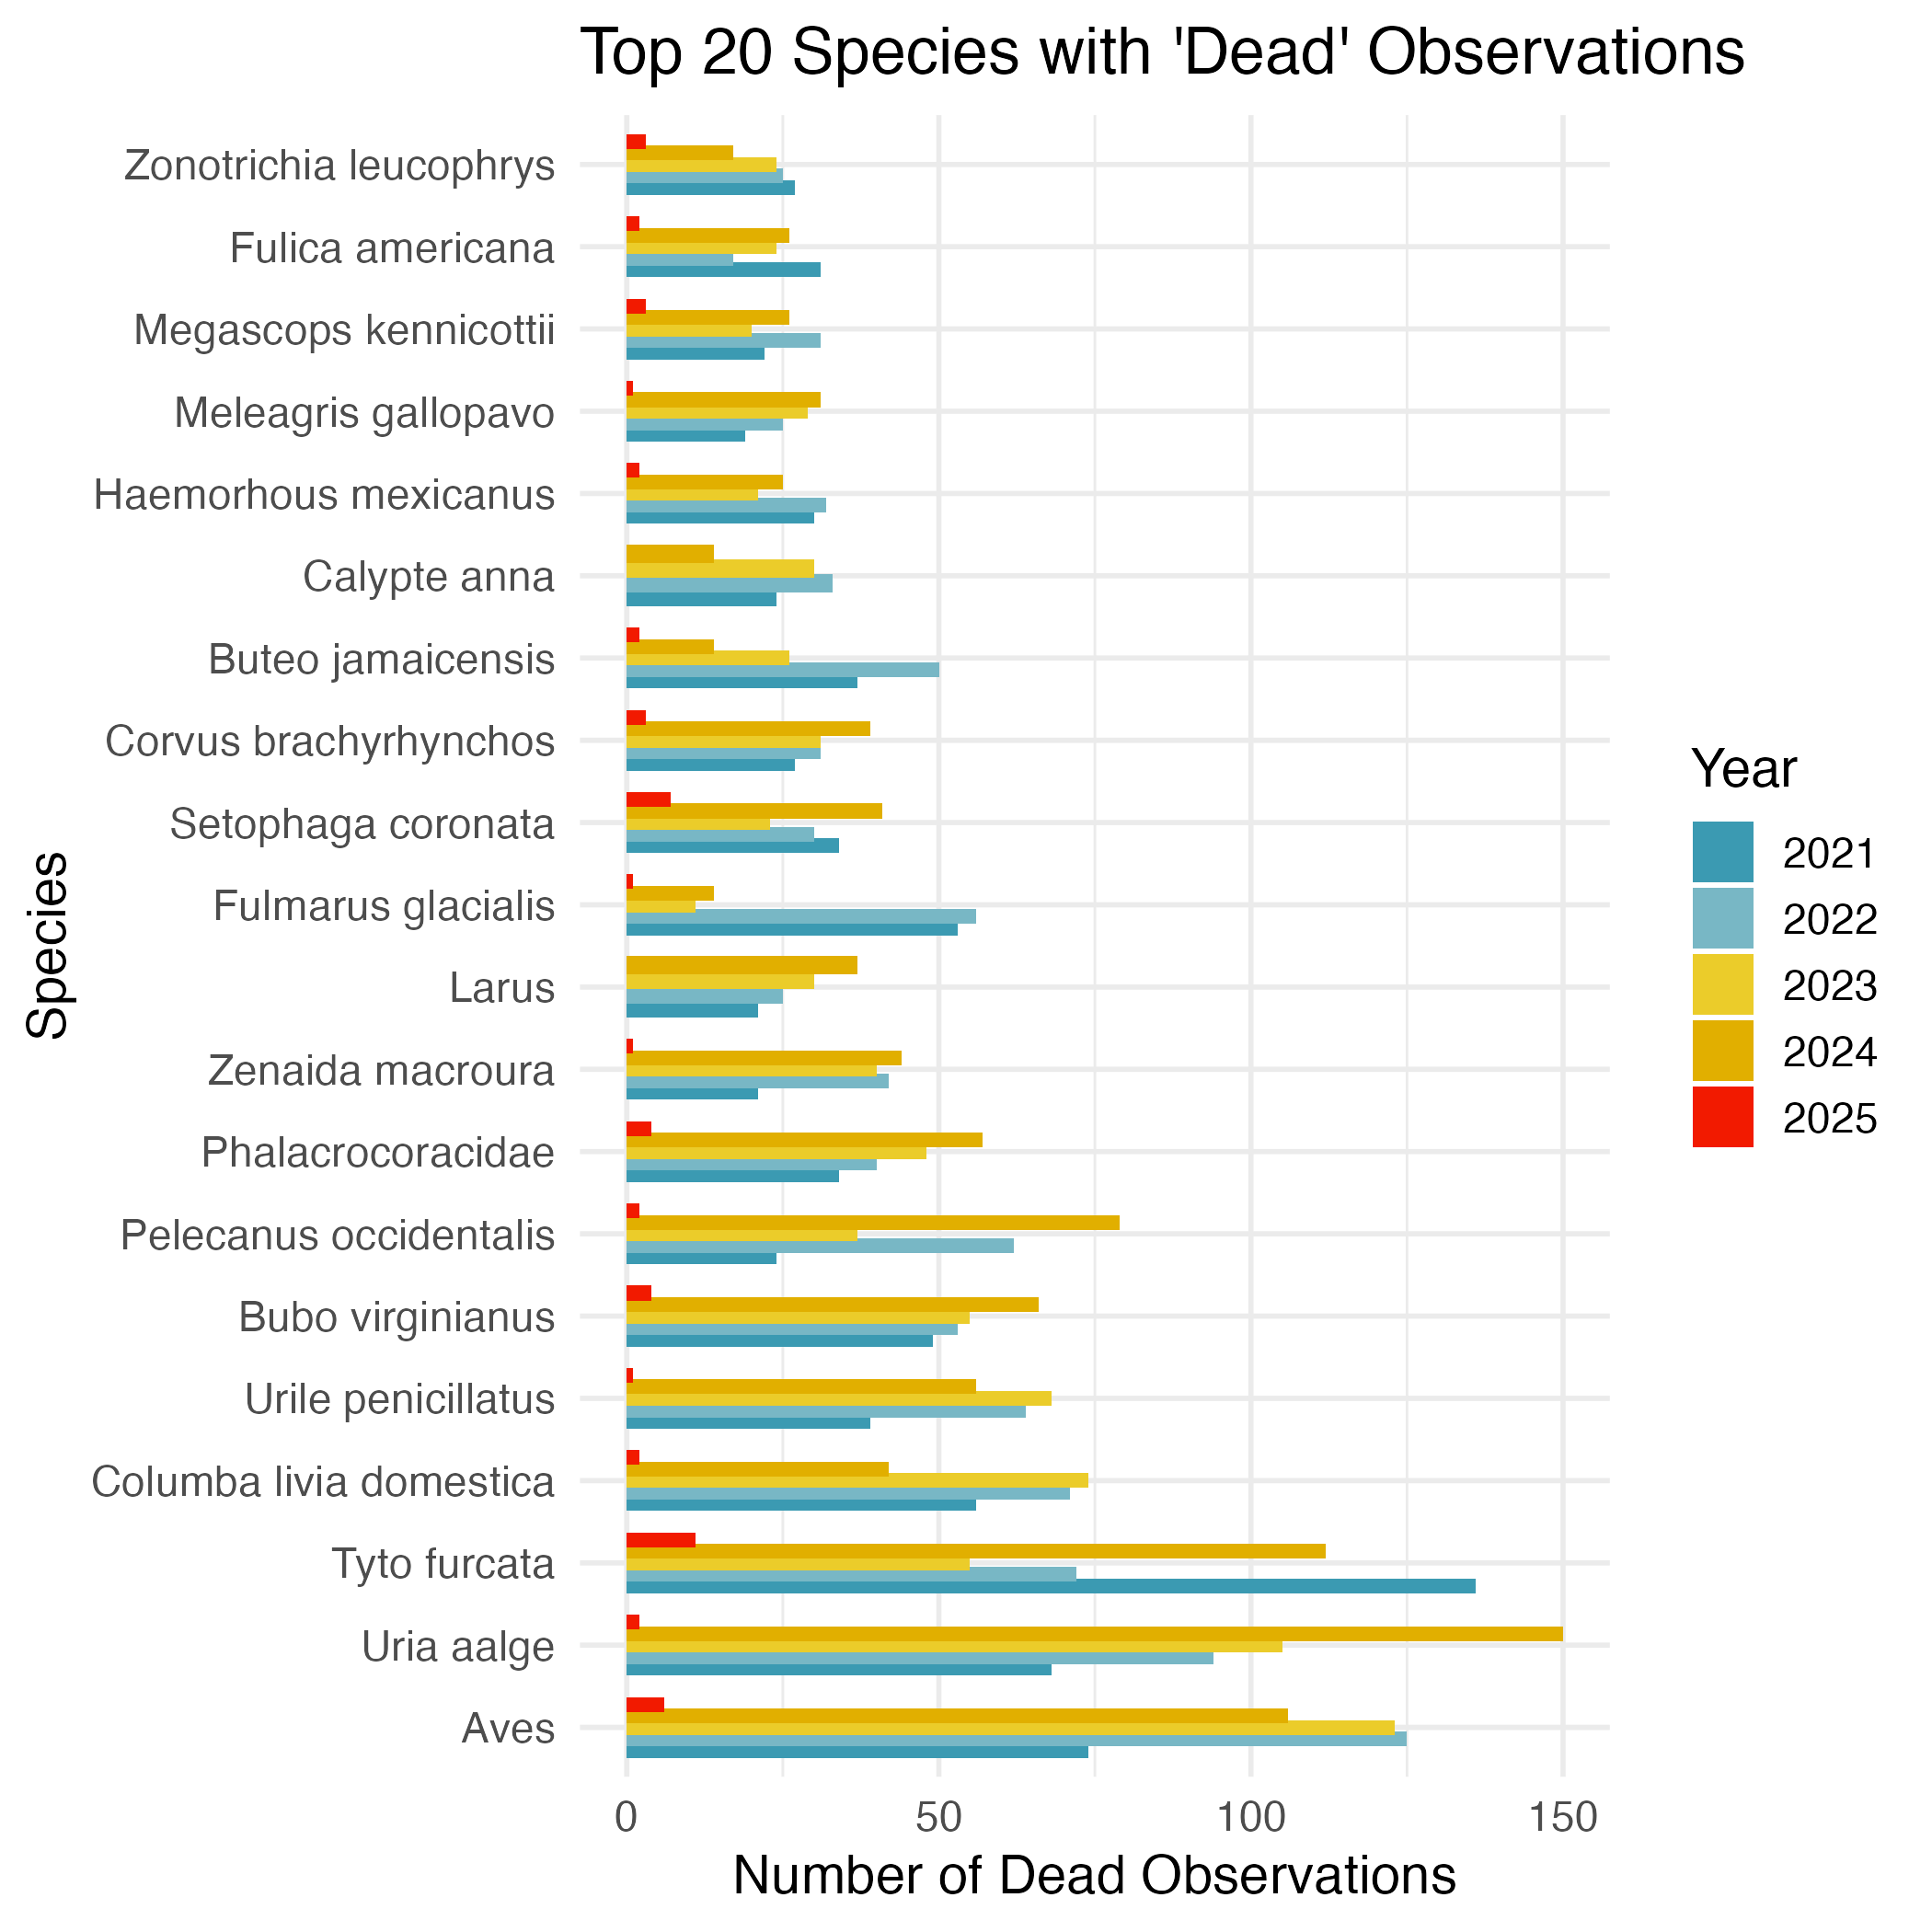 Top 20 Species with 'Dead' Observations
Zonotrichia leucophrys
Fulica americana
Megascops kennicottii
Meleagris gallopavo
Haemorhous mexicanus
Calypte anna
Buteo jamaicensis
Corvus brachyrhynchos
Setophaga coronata
Fulmarus glacialis
Larus
Zenaida macroura
Phalacrocoracidae
Pelecanus occidentalis
Bubo virginianus
Urile penicillatus
Columba livia domestica
Tyto furcata
Uria aalge
Aves
Species
0 50 100 150
Number of Dead Observations
Year
2021
2022
2023
2024
2025